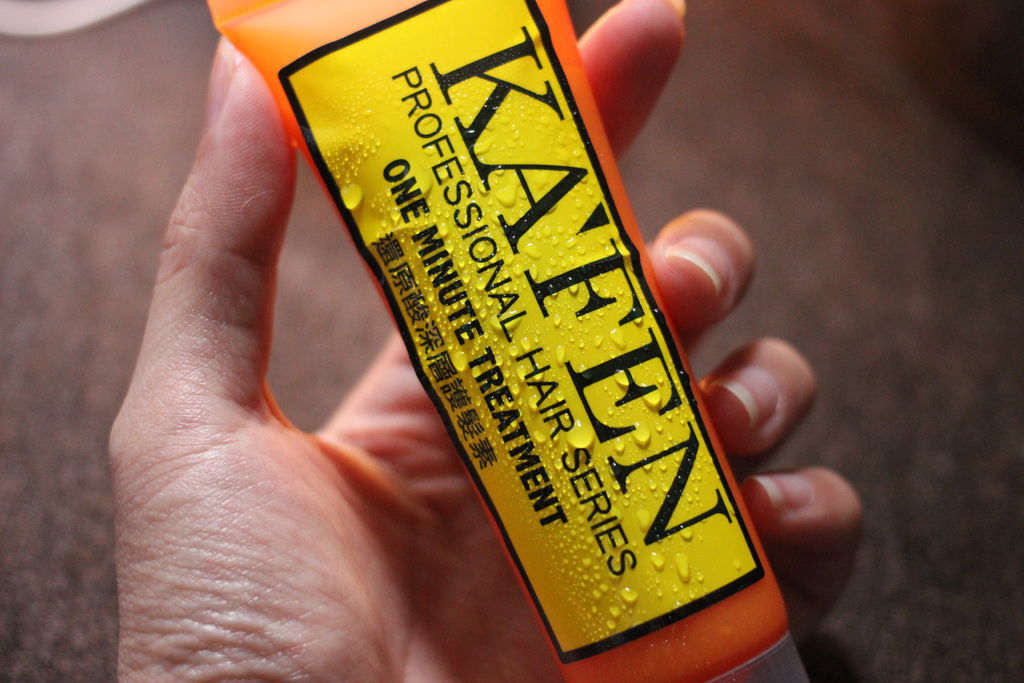 KAFEN
PROFESSIONAL HAIR SERIES
ONE MINUTE TREATMENT
還原酸深層護髮素